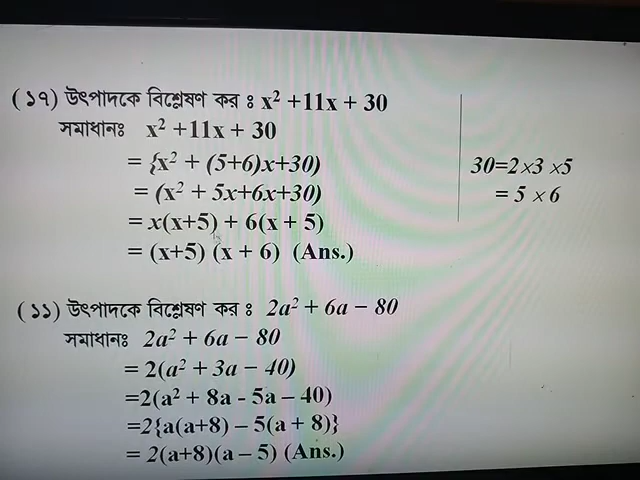 (১৭) উৎপাদকে বিশ্লেষণ কর ঃ x² +11x + 30
সমাধানঃ x² +11x + 30
= {x² + (5+6)x+30)
= (x² + 5x+6x+30)
= x(x+5) + 6(x + 5)
= (x+5) (x + 6) (Ans.)
30=2×3 ×5
= 5 × 6
(১১) উৎপাদকে বিশ্লেষণ কর ঃ 2a² + 6a − 80
সমাধানঃ 2a² + 6a − 80
= 2(a² + 3a − 40)
=2(a² + 8a - 5a – 40)
=2{a(a+8) – 5(a + 8)}
= 2(a+8)(a – 5) (Ans.)